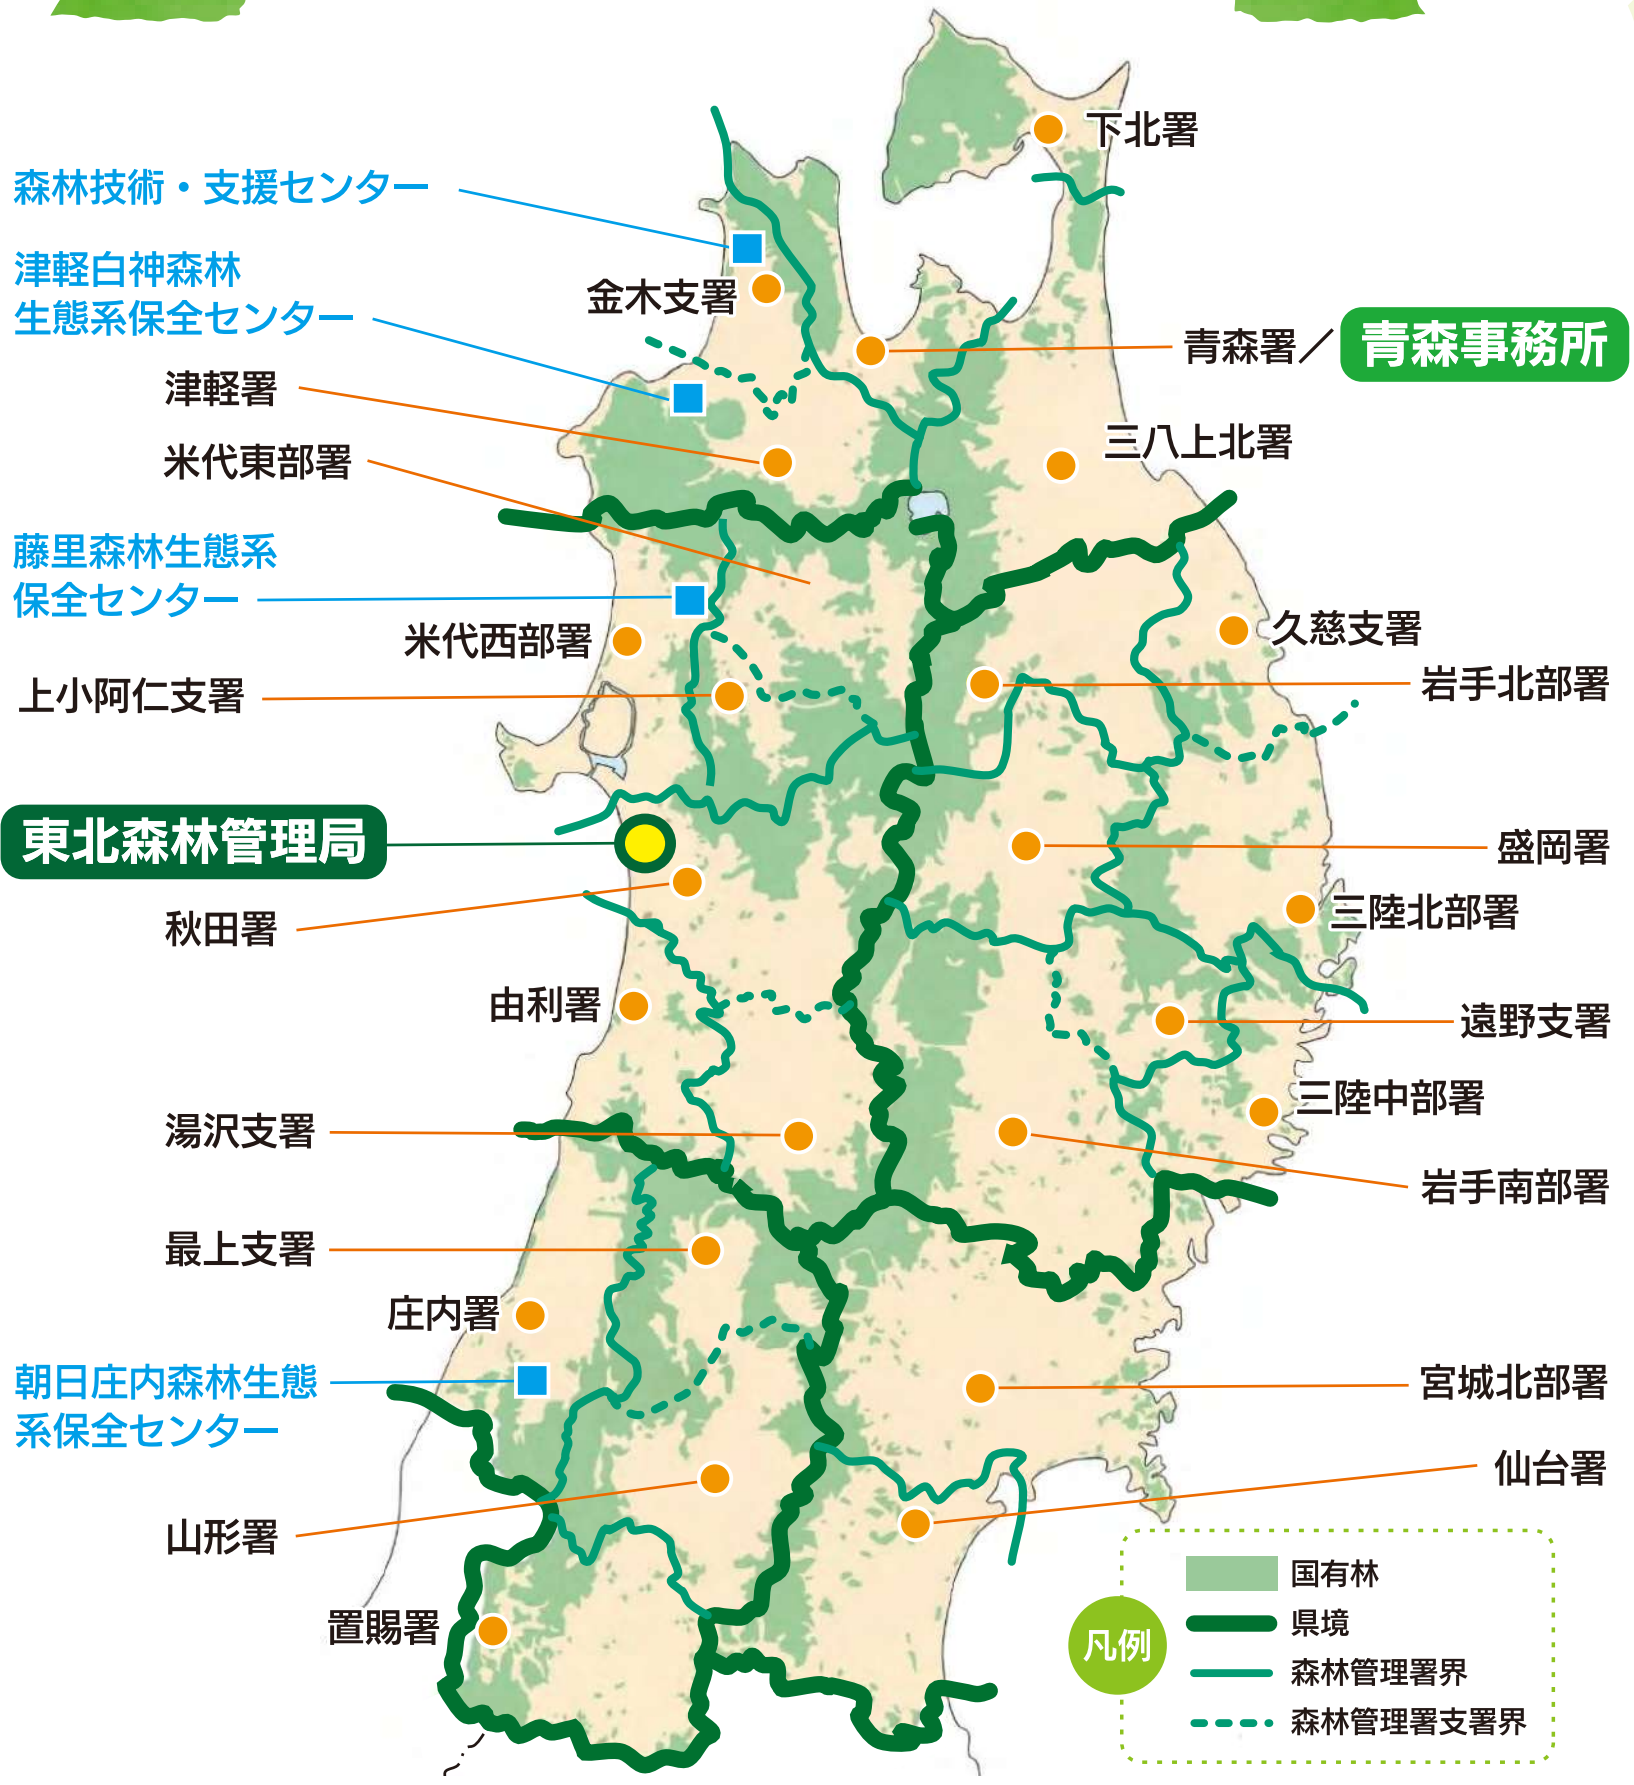 下北署
森林技術・支援センター
津軽白神森林
生態系保全センター
金木支署
青森署／青森事務所
津軽署
三八上北署
米代東部署
藤里森林生態系
保全センター
久慈支署
米代西部署
岩手北部署
上小阿仁支署
東北森林管理局
盛岡署
三陸北部署
秋田署
由利署
遠野支署
三陸中部署
湯沢支署
岩手南部署
最上支署
庄内署
朝日庄内森林生態
系保全センター
宮城北部署
仙台署
山形署
置賜署
凡例
国有林
県境
森林管理署界
森林管理署支署界